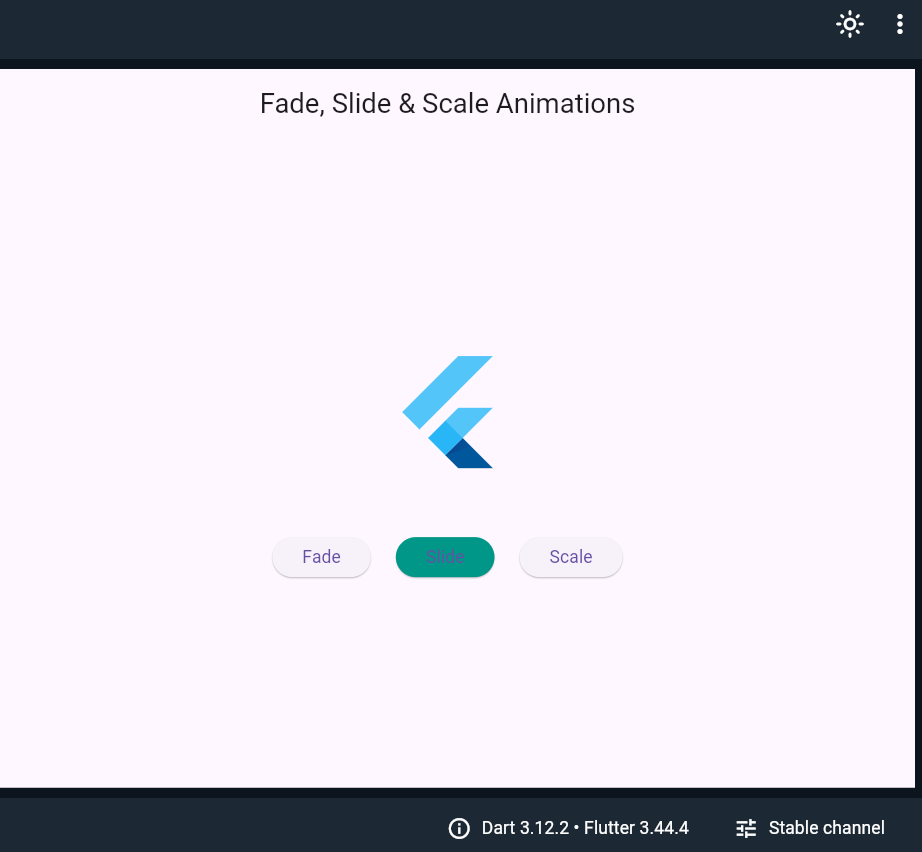 Fade, Slide & Scale Animations
Fade Slide Scale
Dart 3.12.2 • Flutter 3.44.4 Stable channel